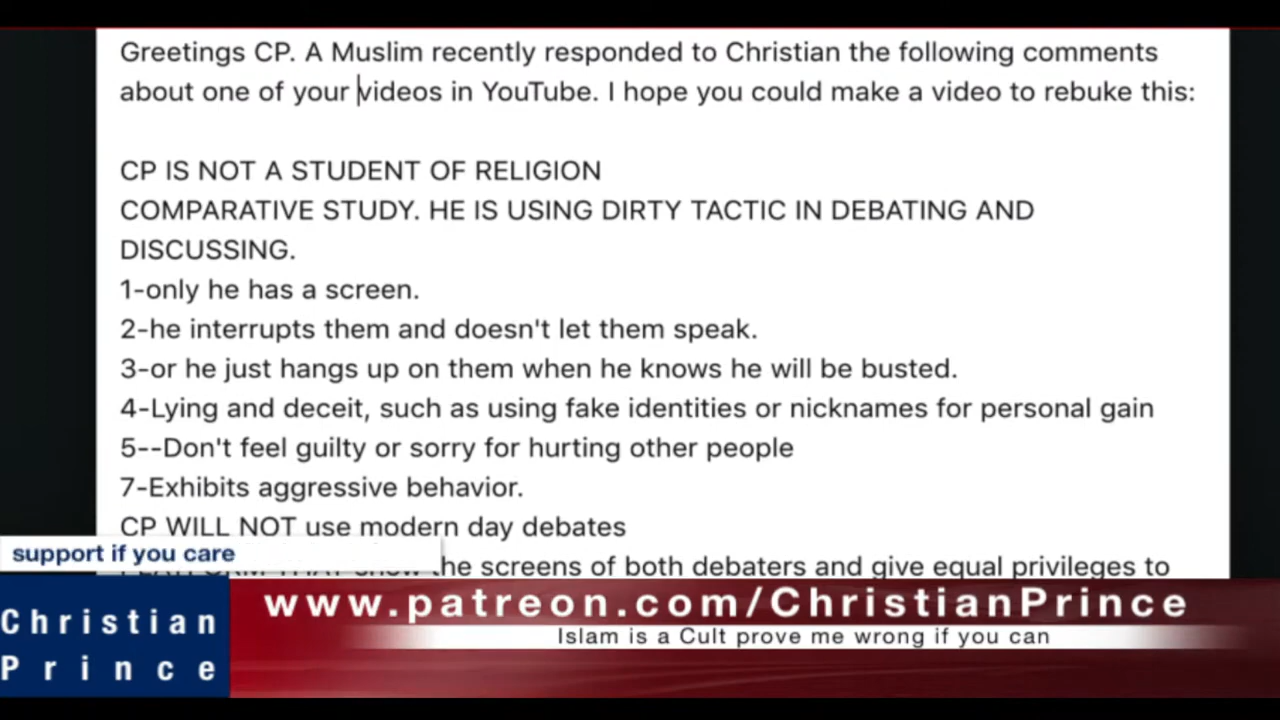 Greetings CP. A Muslim recently responded to Christian the following comments
about one of your videos in YouTube. I hope you could make a video to rebuke this:
CP IS NOT A STUDENT OF RELIGION
COMPARATIVE STUDY. HE IS USING DIRTY TACTIC IN DEBATING AND
DISCUSSING.
1-only he has a screen.
2-he interrupts them and doesn't let them speak.
3-or he just hangs up on them when he knows he will be busted.
4-Lying and deceit, such as using fake identities or nicknames for personal gain
5--Don't feel guilty or sorry for hurting other people
7-Exhibits aggressive behavior.
CP WILL NOT use modern day debates
PLATFORM THAT show the screens of both debaters and give equal privileges to
support if you care
Christian
Prince
www.patreon.com/ChristianPrince
Islam is a Cult prove me wrong if you can